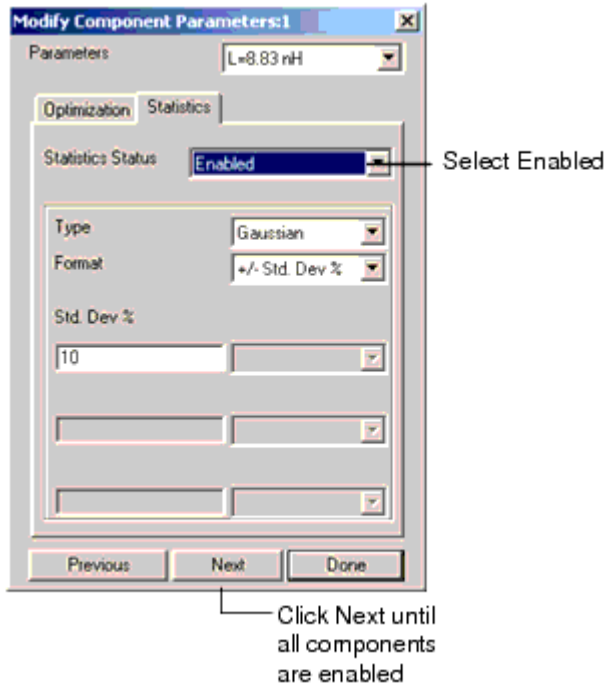 Modify Component Parameters:1
Parameters
L=8.83 nH
Optimization
Statistics
Statistics Status
Enabled
Select Enabled
Type
Gaussian
Format
+/- Std. Dev %
Std. Dev %
10
Previous
Next
Done
Click Next until
all components
are enabled